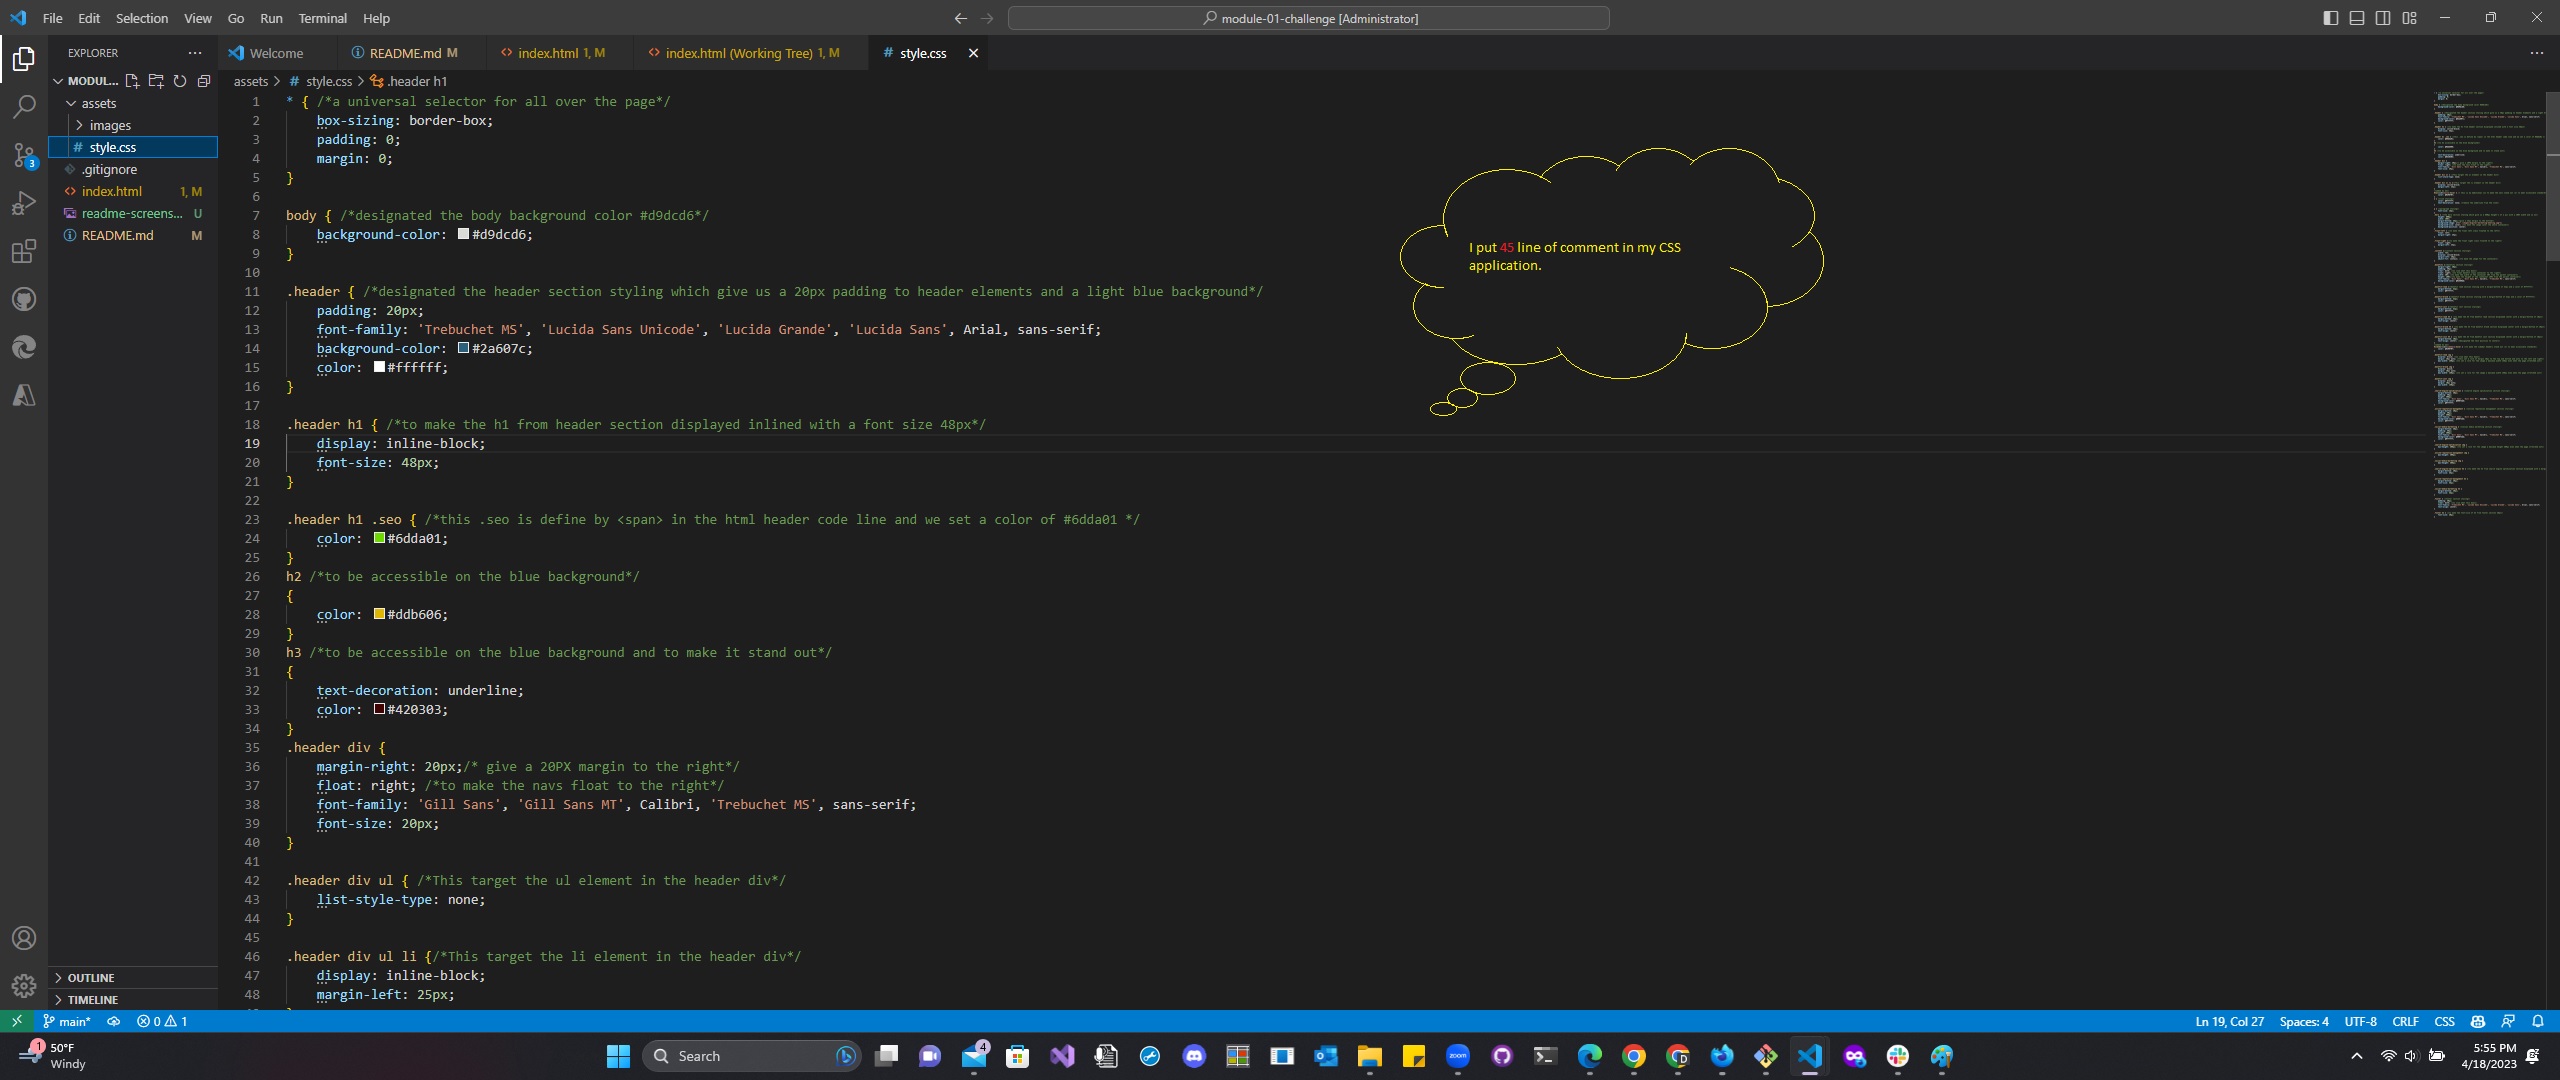 File Edit Selection View Go Run Terminal Help
module-01-challenge [Administrator]
EXPLORER
MODUL...
assets
images
# style.css
.gitignore
index.html 1, M
readme-screens... U
README.md M
OUTLINE
TIMELINE
3
Welcome
README.md M
index.html 1, M
index.html (Working Tree) 1, M
# style.css
assets > # style.css > .header h1
1 * { /*a universal selector for all over the page*/
2 box-sizing: border-box;
3 padding: 0;
4 margin: 0;
5 }
6
7 body { /*designated the body background color #d9dcd6*/
8 background-color: #d9dcd6;
9 }
10
11 .header { /*designated the header section styling which give us a 20px padding to header elements and a light blue background*/
12 padding: 20px;
13 font-family: 'Trebuchet MS', 'Lucida Sans Unicode', 'Lucida Grande', 'Lucida Sans', Arial, sans-serif;
14 background-color: #2a607c;
15 color: #ffffff;
16 }
17
18 .header h1 { /*to make the h1 from header section displayed inlined with a font size 48px*/
19 display: inline-block;
20 font-size: 48px;
21 }
22
23 .header h1 .seo { /*this .seo is define by <span> in the html header code line and we set a color of #6dda01 */
24 color: #6dda01;
25 }
26 h2 /*to be accessible on the blue background*/
27 {
28 color: #ddb606;
29 }
30 h3 /*to be accessible on the blue background and to make it stand out*/
31 {
32 text-decoration: underline;
33 color: #420303;
34 }
35 .header div {
36 margin-right: 20px;/* give a 20PX margin to the right*/
37 float: right; /*to make the navs float to the right*/
38 font-family: 'Gill Sans', 'Gill Sans MT', Calibri, 'Trebuchet MS', sans-serif;
39 font-size: 20px;
40 }
41
42 .header div ul { /*This target the ul element in the header div*/
43 list-style-type: none;
44 }
45
46 .header div ul li {/*This target the li element in the header div*/
47 display: inline-block;
48 margin-left: 25px;
I put 45 line of comment in my CSS
application.
main* 0 1
Ln 19, Col 27 Spaces: 4 UTF-8 CRLF CSS
1
50°F
Windy
Search
4
zoom
D
5:55 PM
4/18/2023